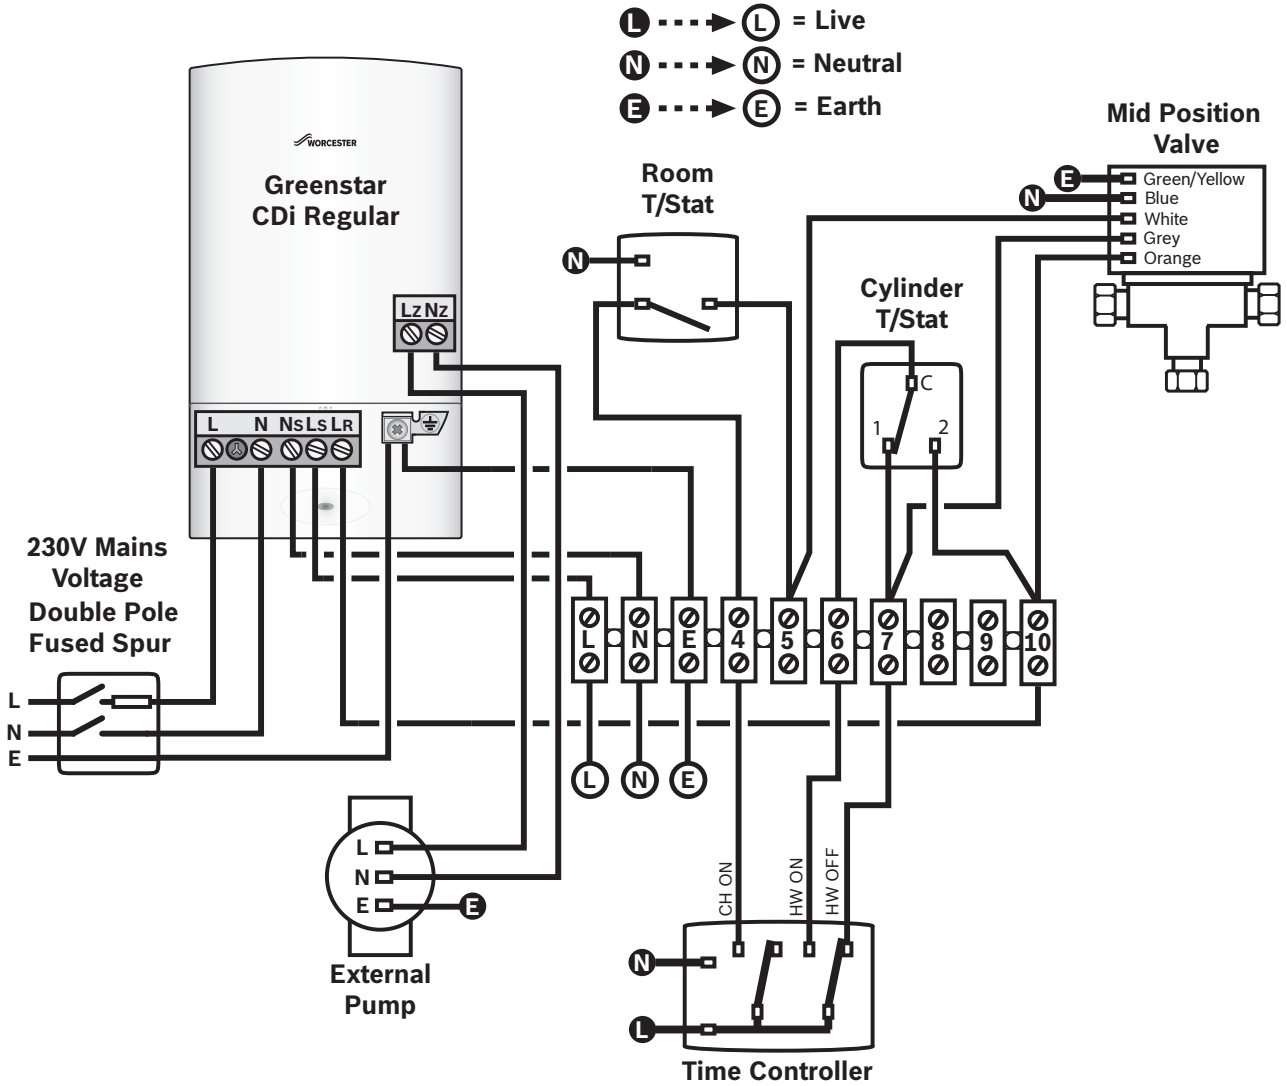 L L = Live
N N = Neutral
E E = Earth
WORCESTER
Greenstar
CDi Regular
Room
T/Stat
Mid Position
Valve
E Green/Yellow
N Blue
White
Grey
Orange
N
Cylinder
T/Stat
C
1 2
LZ NZ
L N NS LS LR
230V Mains
Voltage
Double Pole
Fused Spur
L
N
E
L N E 4 5 6 7 8 9 10
L N E
L
N
E E
External
Pump
CH ON
HW ON
HW OFF
N
L
Time Controller